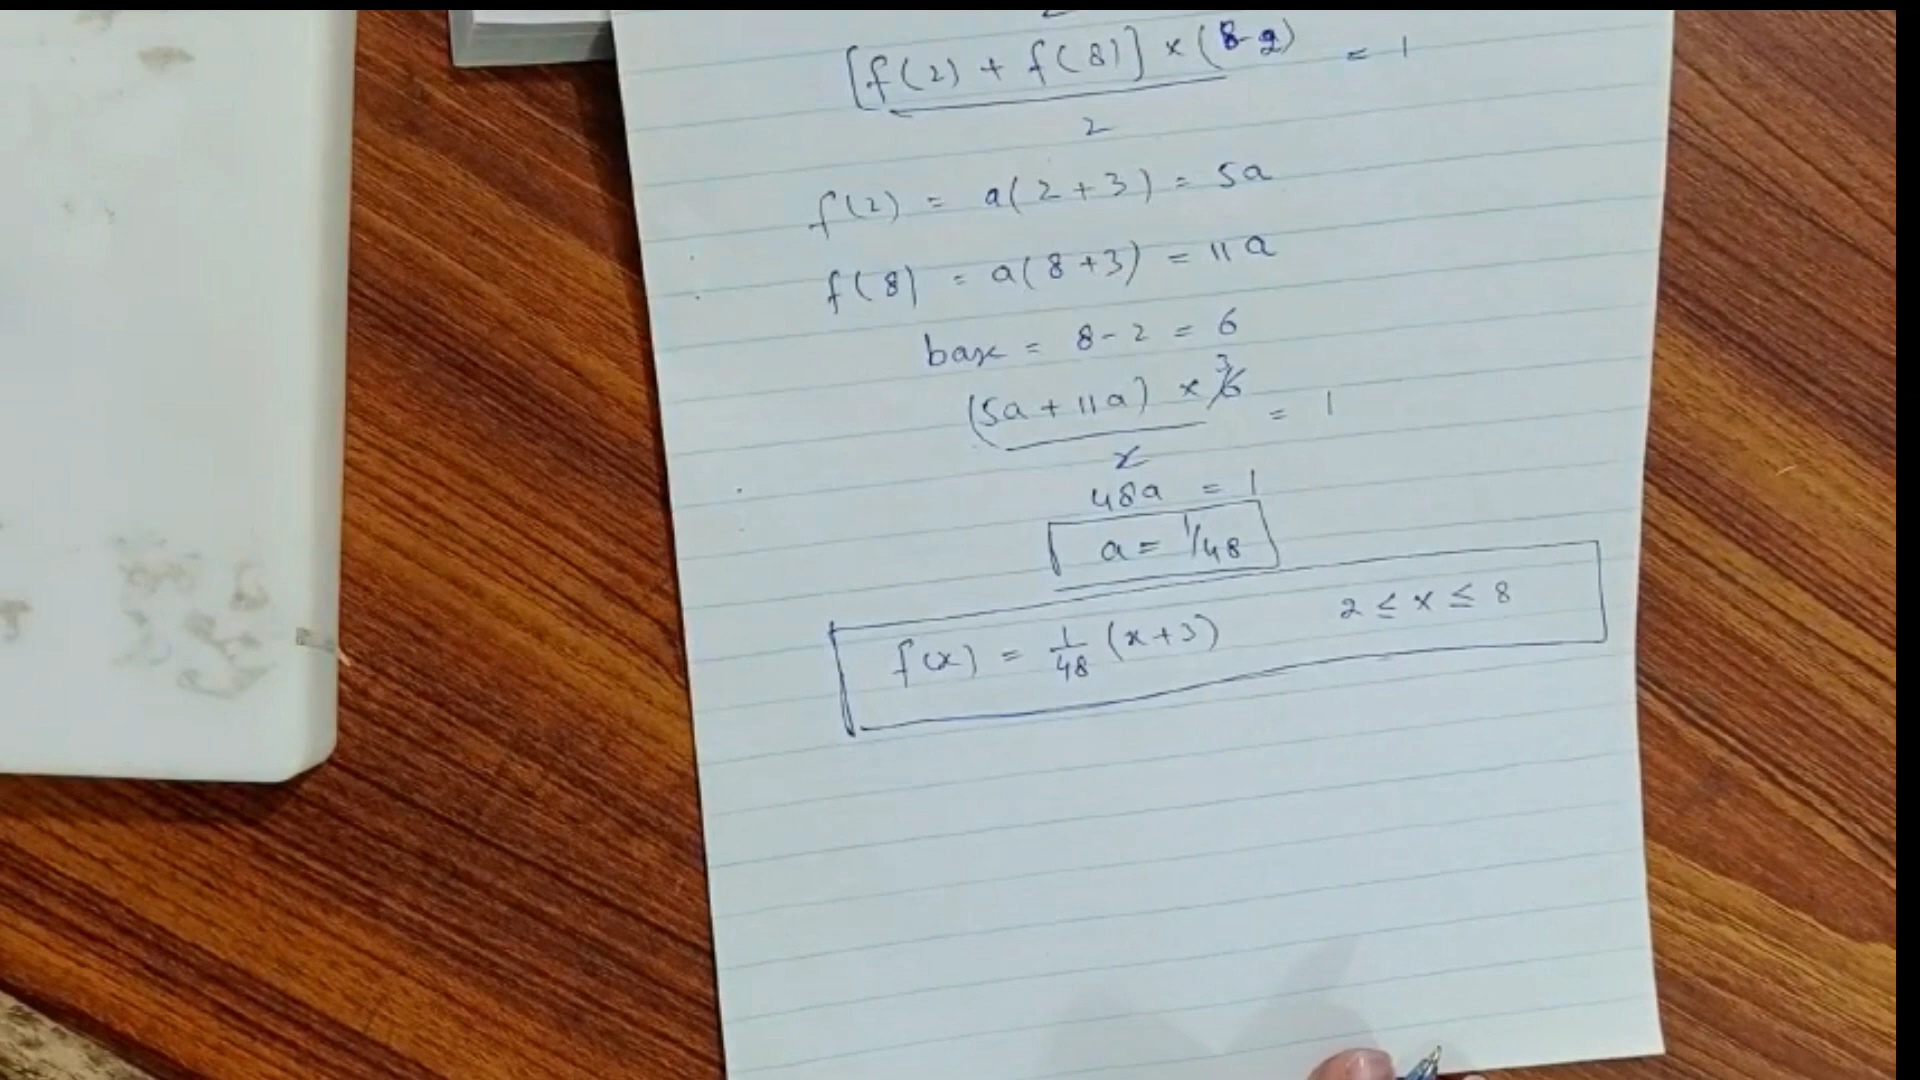 [f(2) + f(8)] × (8-2) = 1
2
f(2) = a(2+3) = 5a
f(8) = a(8+3) = 11a
base = 8-2 = 6
3
(5a + 11a) × 6 = 1
2
48a = 1
a = 1/48
f(x) = 1/48 (x+3) 2 ≤ x ≤ 8